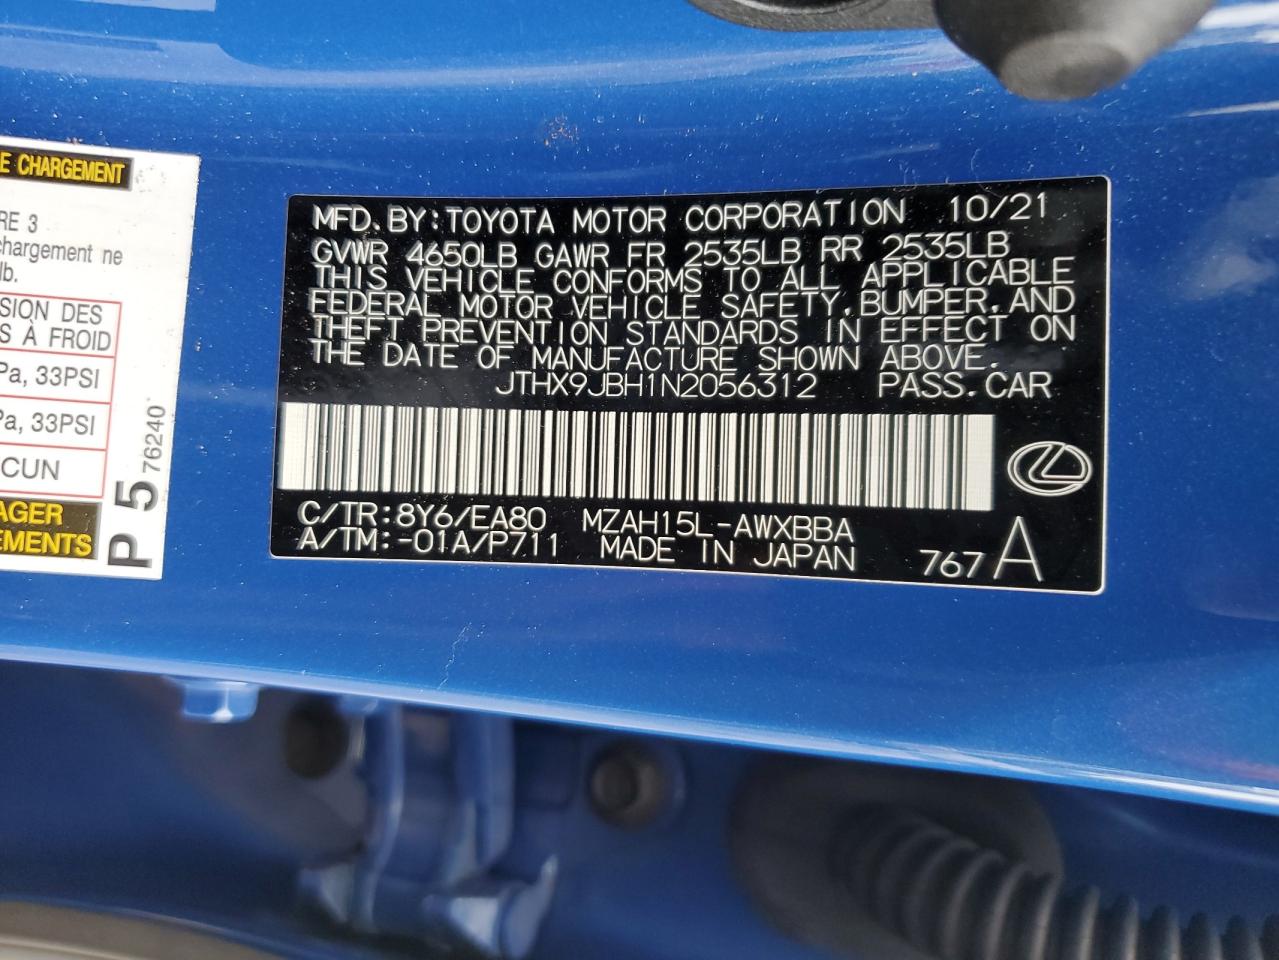 E CHARGEMENT
RE 3
chargement ne
lb.
SION DES
S À FROID
Pa, 33PSI
Pa, 33PSI
CUN
AGER
EMENTS
P 5 76240
MFD. BY: TOYOTA MOTOR CORPORATION 10/21
GVWR 4650LB GAWR FR 2535LB RR 2535LB
THIS VEHICLE CONFORMS TO ALL APPLICABLE
FEDERAL MOTOR VEHICLE SAFETY, BUMPER, AND
THEFT PREVENTION STANDARDS IN EFFECT ON
THE DATE OF MANUFACTURE SHOWN ABOVE.
JTHX9JBH1N2056312 PASS. CAR
C/TR: 8Y6/EA80 MZAH15L-AWXBBA
A/TM: -01A/P711 MADE IN JAPAN 767 A